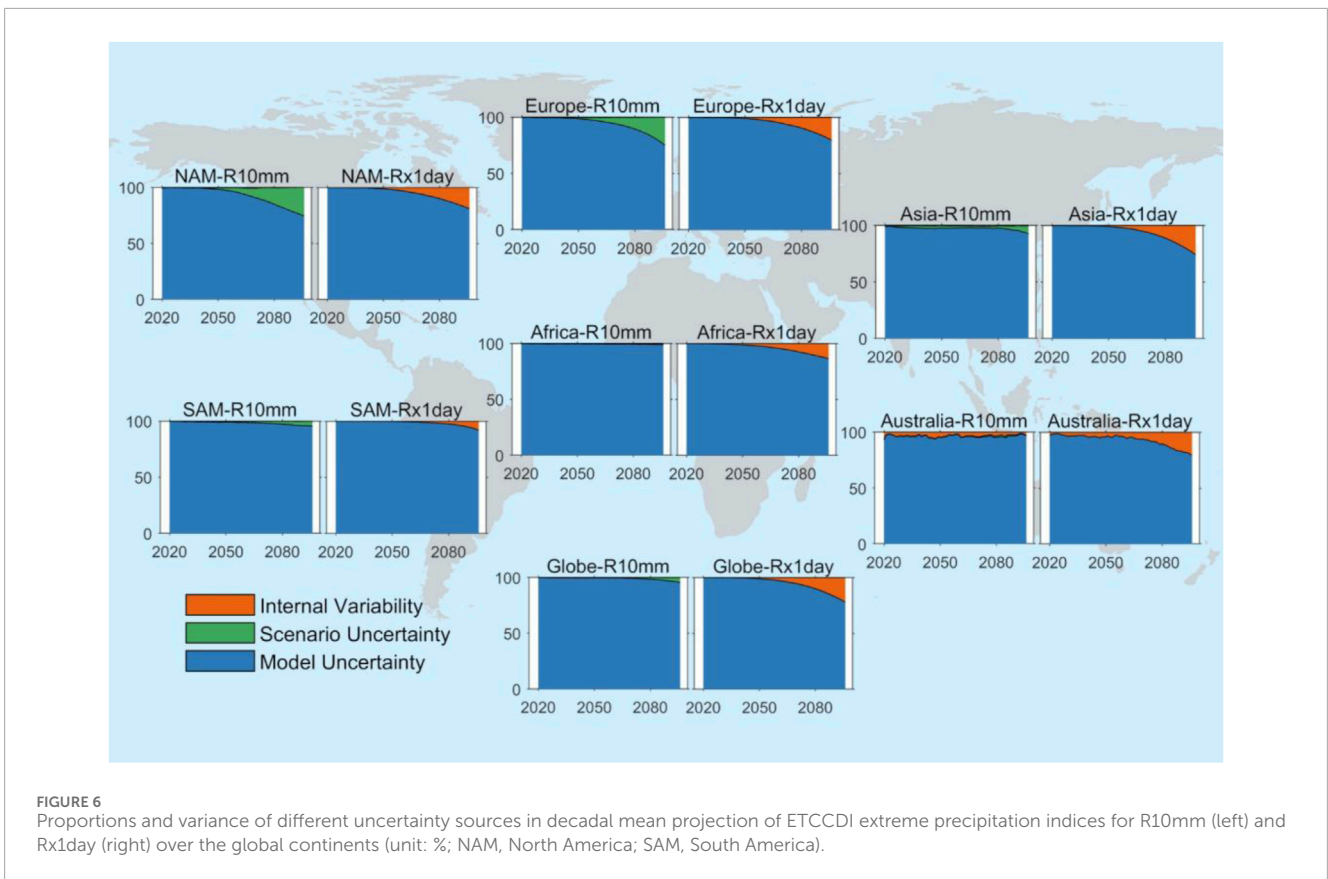 Europe-R10mm Europe-Rx1day
100
50
0
2020 2050 2080 2020 2050 2080
NAM-R10mm NAM-Rx1day
100
50
0
2020 2050 2080 2020 2050 2080
Asia-R10mm Asia-Rx1day
100
50
0
2020 2050 2080 2020 2050 2080
Africa-R10mm Africa-Rx1day
100
50
0
2020 2050 2080 2020 2050 2080
SAM-R10mm SAM-Rx1day
100
50
0
2020 2050 2080 2020 2050 2080
Australia-R10mm Australia-Rx1day
100
50
0
2020 2050 2080 2020 2050 2080
Globe-R10mm Globe-Rx1day
100
50
0
2020 2050 2080 2020 2050 2080
Internal Variability
Scenario Uncertainty
Model Uncertainty
FIGURE 6
Proportions and variance of different uncertainty sources in decadal mean projection of ETCCDI extreme precipitation indices for R10mm (left) and
Rx1day (right) over the global continents (unit: %; NAM, North America; SAM, South America).